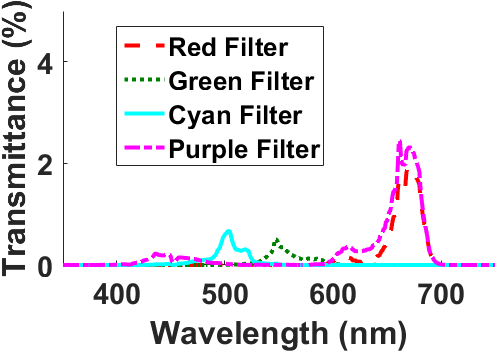 Transmittance (%)
4
2
0
Red Filter
Green Filter
Cyan Filter
Purple Filter
400 500 600 700
Wavelength (nm)